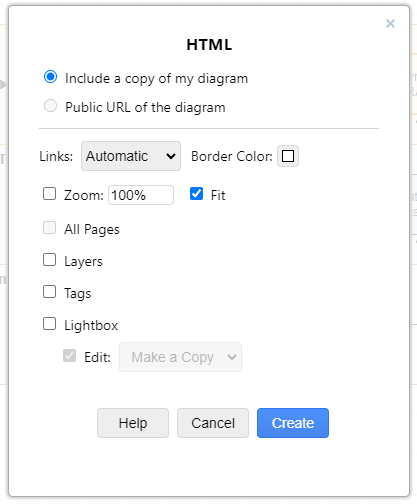 HTML
Include a copy of my diagram
Public URL of the diagram
Links: Automatic Border Color:
Zoom: 100% Fit
All Pages
Layers
Tags
Lightbox
Edit: Make a Copy
Help Cancel Create